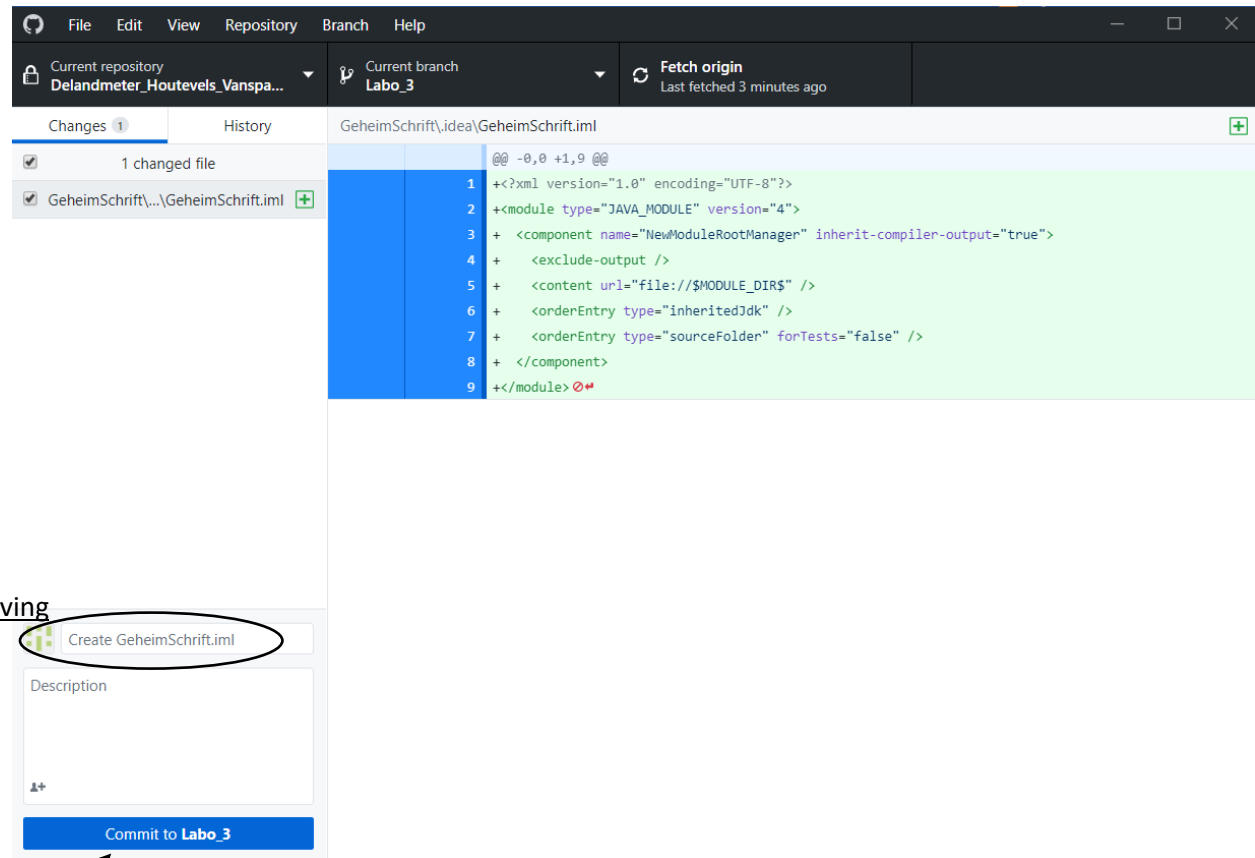 File Edit View Repository Branch Help
Current repository
Delandmeter_Houtevels_Vanspa...
Current branch
Labo_3
Fetch origin
Last fetched 3 minutes ago
Changes 1 History
1 changed file
GeheimSchrift\...\GeheimSchrift.iml
GeheimSchrift\.idea\GeheimSchrift.iml
@@ -0,0 +1,9 @@
1 +<?xml version="1.0" encoding="UTF-8"?>
2 +<module type="JAVA_MODULE" version="4">
3 +  <component name="NewModuleRootManager" inherit-compiler-output="true">
4 +    <exclude-output />
5 +    <content url="file://$MODULE_DIR$" />
6 +    <orderEntry type="inheritedJdk" />
7 +    <orderEntry type="sourceFolder" forTests="false" />
8 +  </component>
9 +</module>
ving
Create GeheimSchrift.iml
Description
Commit to Labo_3